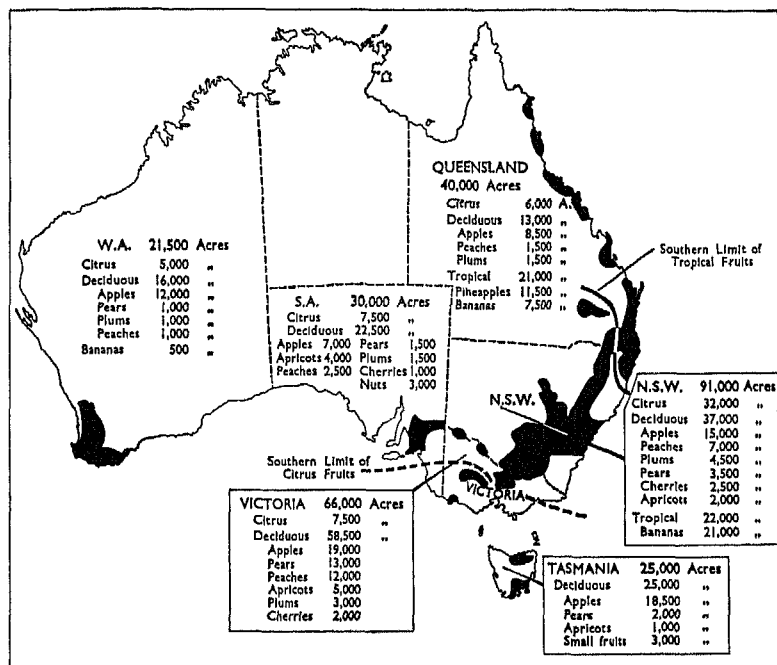 QUEENSLAND
40,000 Acres
Citrus 6,000 A.
Deciduous 13,000 „
Apples 8,500 „
Peaches 1,500 „
Plums 1,500 „
Tropical 21,000 „
Pineapples 11,500 „
Bananas 7,500 „
Southern Limit of
Tropical Fruits
W.A. 21,500 Acres
Citrus 5,000 „
Deciduous 16,000 „
Apples 12,000 „
Pears 1,000 „
Plums 1,000 „
Peaches 1,000 „
Bananas 500 „
S.A. 30,000 Acres
Citrus 7,500 „
Deciduous 22,500 „
Apples 7,000 Pears 1,500
Apricots 4,000 Plums 1,500
Peaches 2,500 Cherries 1,000
Nuts 3,000
N.S.W.
N.S.W. 91,000 Acres
Citrus 32,000 „
Deciduous 37,000 „
Apples 15,000 „
Peaches 7,000 „
Plums 4,500 „
Pears 3,500 „
Cherries 2,500 „
Apricots 2,000 „
Tropical 22,000 „
Bananas 21,000 „
Southern Limit of
Citrus Fruits
VICTORIA
VICTORIA 66,000 Acres
Citrus 7,500 „
Deciduous 58,500 „
Apples 19,000
Pears 13,000
Peaches 12,000
Apricots 5,000
Plums 3,000
Cherries 2,000
TASMANIA 25,000 Acres
Deciduous 25,000 „
Apples 18,500 „
Pears 2,000 „
Apricots 1,000 „
Small fruits 3,000 „